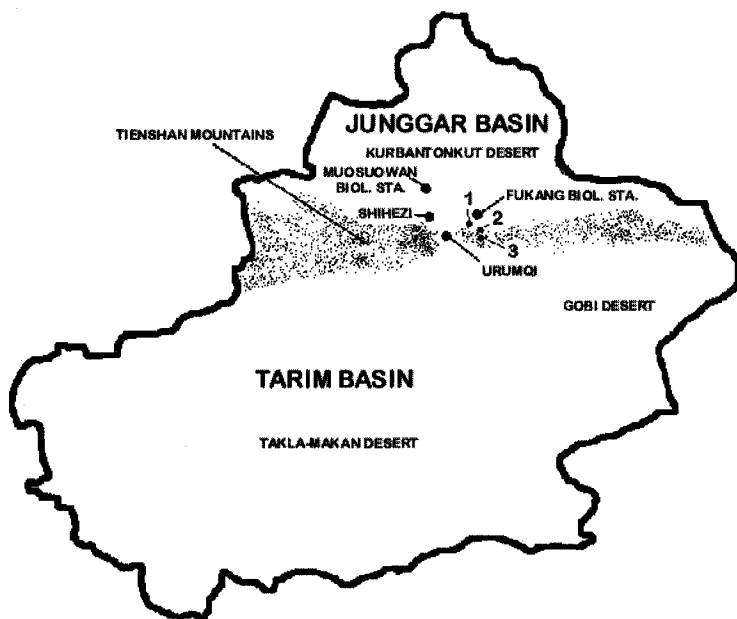 JUNGGAR BASIN
TIENSHAN MOUNTAINS
KURBANTONKUT DESERT
MUOSUOWAN
BIOL. STA.
1
FUKANG BIOL. STA.
SHIHEZI
2
3
URUMQI
GOBI DESERT
TARIM BASIN
TAKLA-MAKAN DESERT